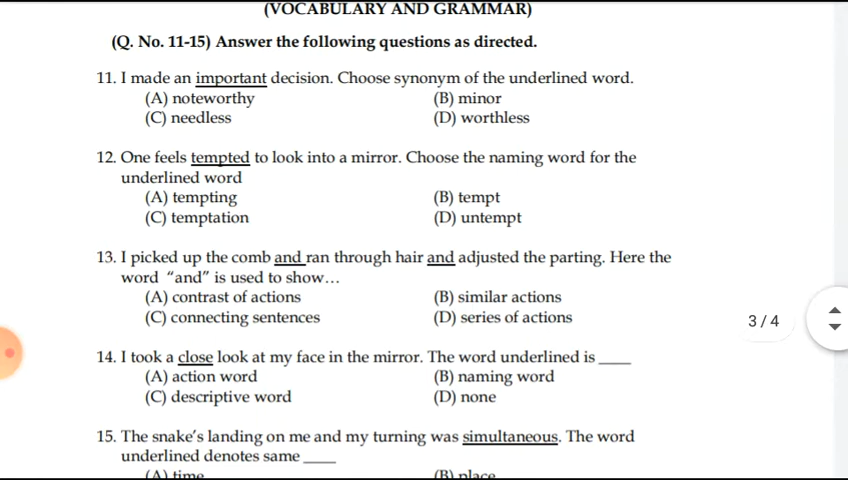 (VOCABULARY AND GRAMMAR)
(Q. No. 11-15) Answer the following questions as directed.
11. I made an important decision. Choose synonym of the underlined word.
(A) noteworthy (B) minor
(C) needless (D) worthless
12. One feels tempted to look into a mirror. Choose the naming word for the
underlined word
(A) tempting (B) tempt
(C) temptation (D) untempt
13. I picked up the comb and ran through hair and adjusted the parting. Here the
word “and” is used to show…
(A) contrast of actions (B) similar actions
(C) connecting sentences (D) series of actions
3 / 4
14. I took a close look at my face in the mirror. The word underlined is ____
(A) action word (B) naming word
(C) descriptive word (D) none
15. The snake’s landing on me and my turning was simultaneous. The word
underlined denotes same ____
(A) time (B) place